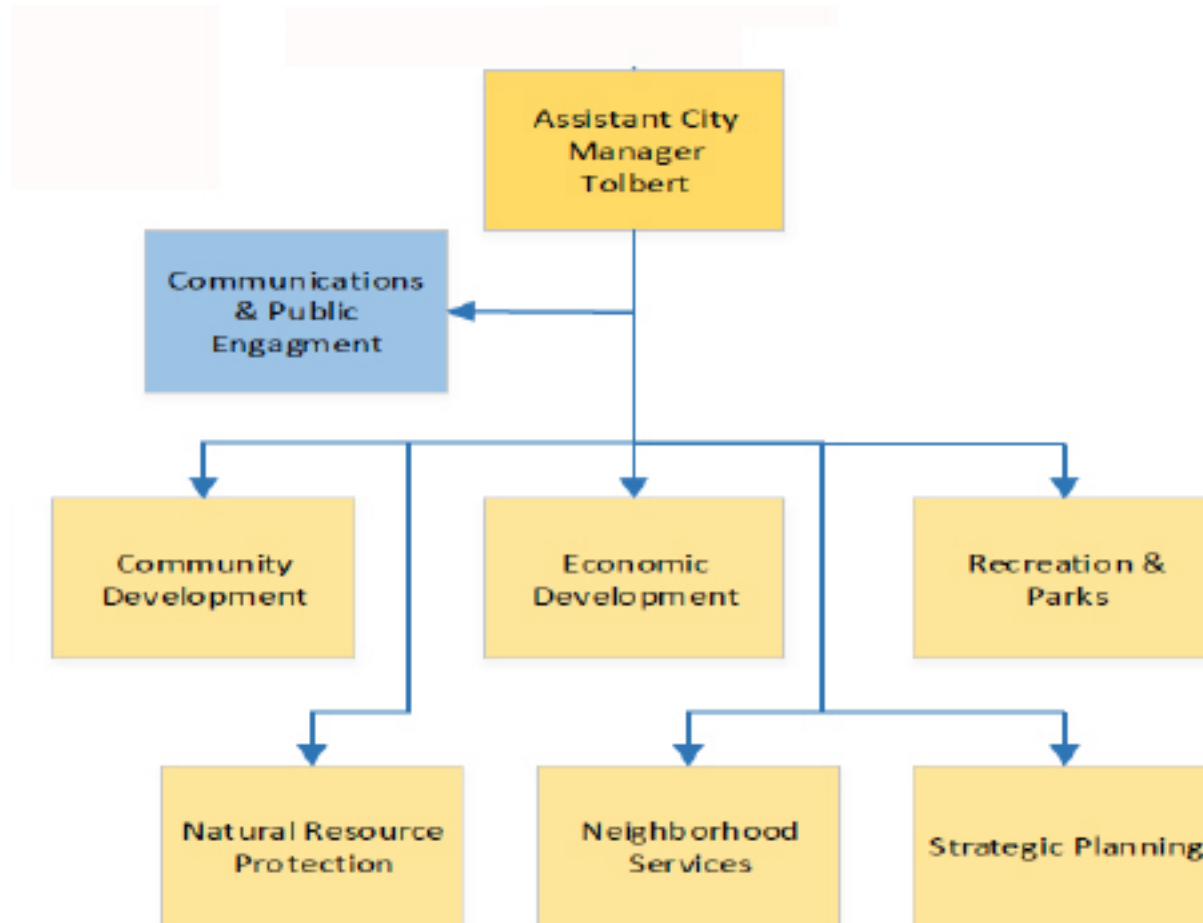 Assistant City
Manager
Tolbert
Communications
& Public
Engagment
Community
Development
Economic
Development
Recreation &
Parks
Natural Resource
Protection
Neighborhood
Services
Strategic Planning